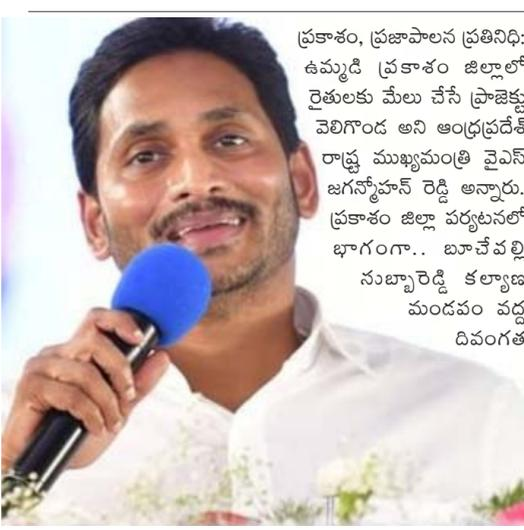 ప్రకాశం, ప్రజాపాలన ప్రతినిధి:
ఉమ్మడి ప్రకాశం జిల్లాలో
రైతులకు మేలు చేసే ప్రాజెక్టు
వెలిగొండ అని ఆంధ్రప్రదేశ్
రాష్ట్ర ముఖ్యమంత్రి వైఎస్
జగన్మోహన్ రెడ్డి అన్నారు.
ప్రకాశం జిల్లా పర్యటనలో
భాగంగా.. బూచేవల్లి
నుబ్బారెడ్డి కల్యాణ
మండపం వద్ద
దివంగత